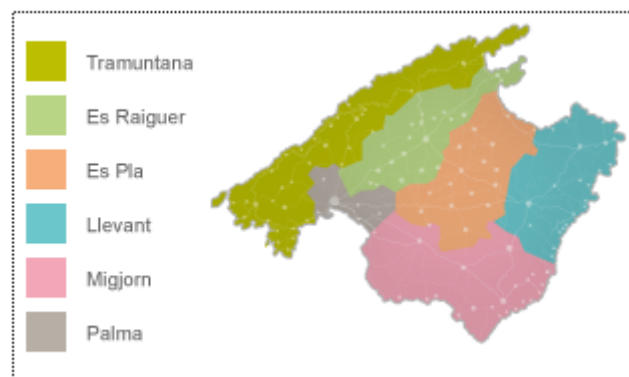 Tramuntana
Es Raiguer
Es Pla
Llevant
Migjorn
Palma